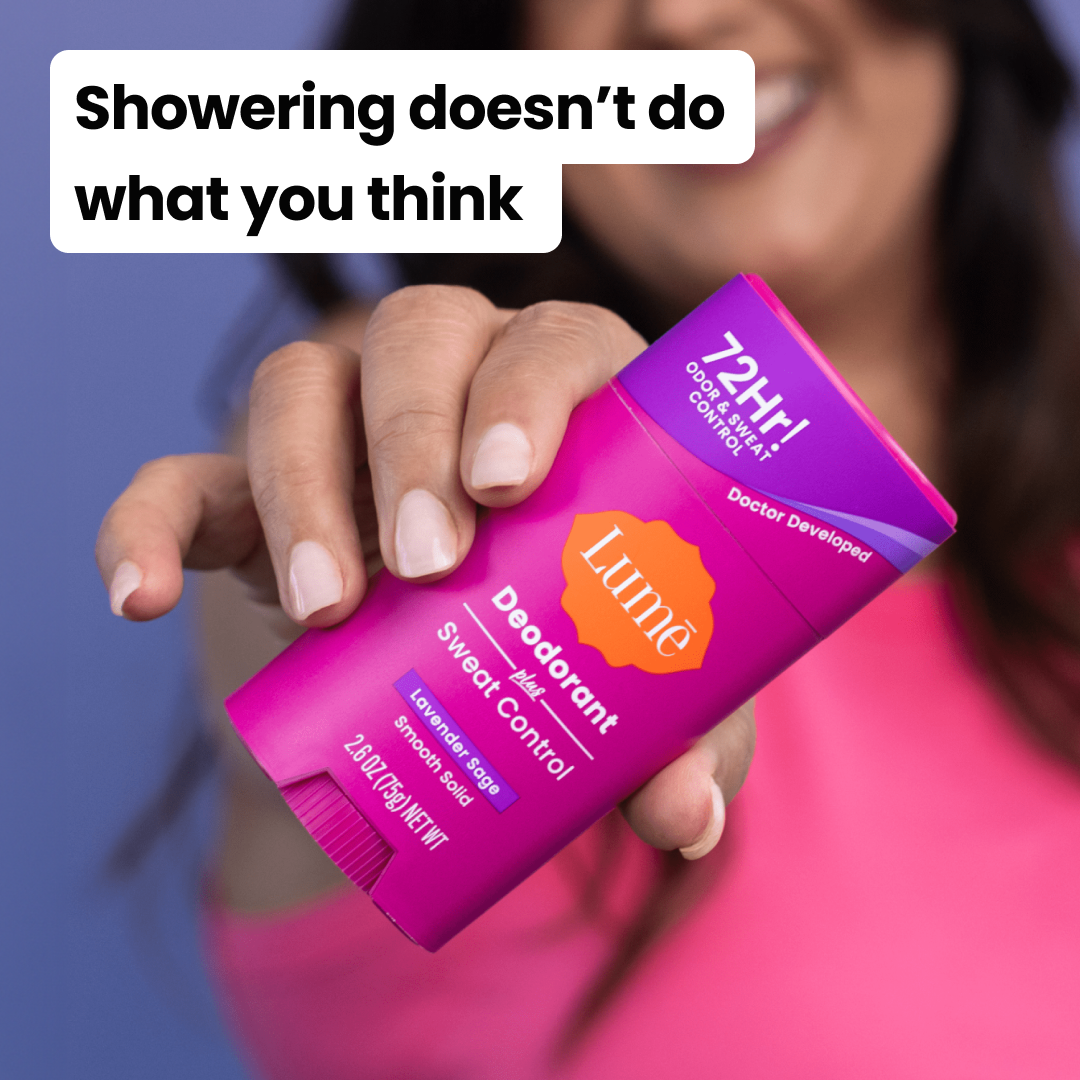 Showering doesn’t do
what you think
72Hr!
ODOR & SWEAT
CONTROL
Doctor Developed
Lumē
Deodorant
plus
Sweat Control
Lavender Sage
Smooth Solid
2.6 OZ (75g) NET WT